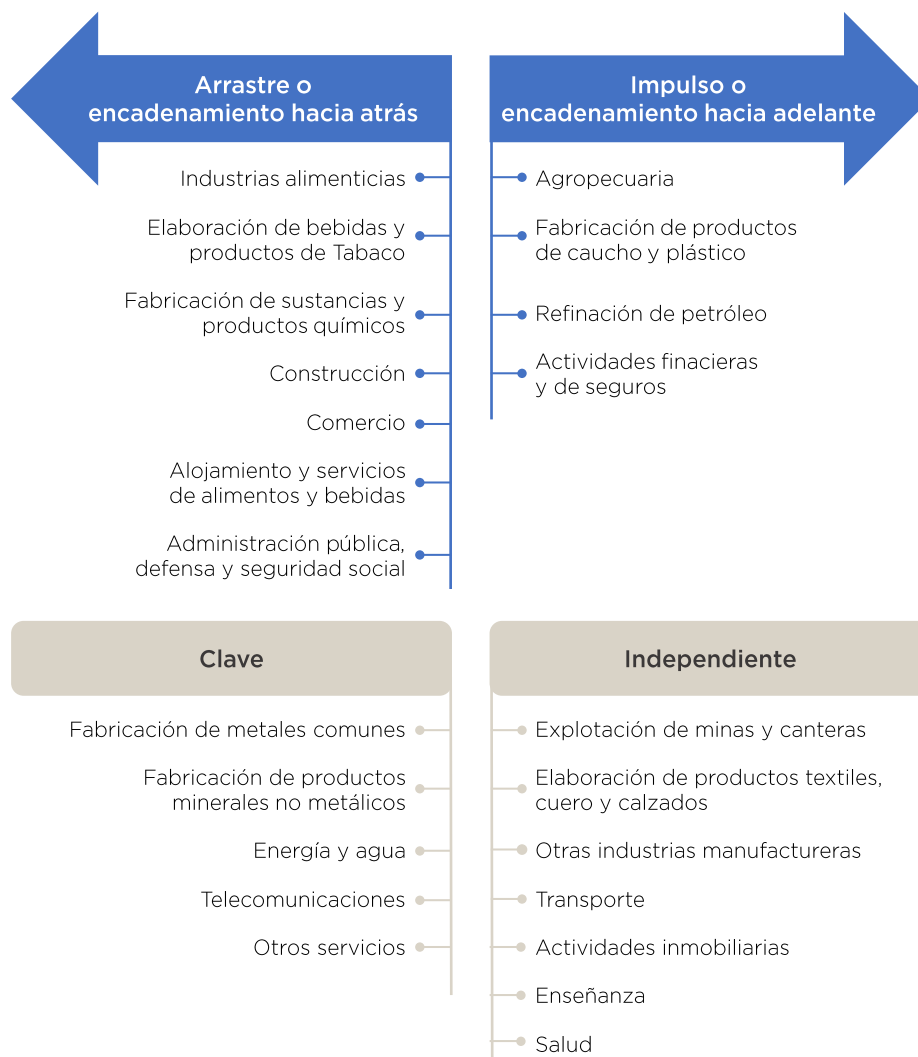 Arrastre o
encadenamiento hacia atrás
Industrias alimenticias
Elaboración de bebidas y
productos de Tabaco
Fabricación de sustancias y
productos químicos
Construcción
Comercio
Alojamiento y servicios
de alimentos y bebidas
Administración pública,
defensa y seguridad social
Impulso o
encadenamiento hacia adelante
Agropecuaria
Fabricación de productos
de caucho y plástico
Refinación de petróleo
Actividades finacieras
y de seguros
Clave
Fabricación de metales comunes
Fabricación de productos
minerales no metálicos
Energía y agua
Telecomunicaciones
Otros servicios
Independiente
Explotación de minas y canteras
Elaboración de productos textiles,
cuero y calzados
Otras industrias manufactureras
Transporte
Actividades inmobiliarias
Enseñanza
Salud